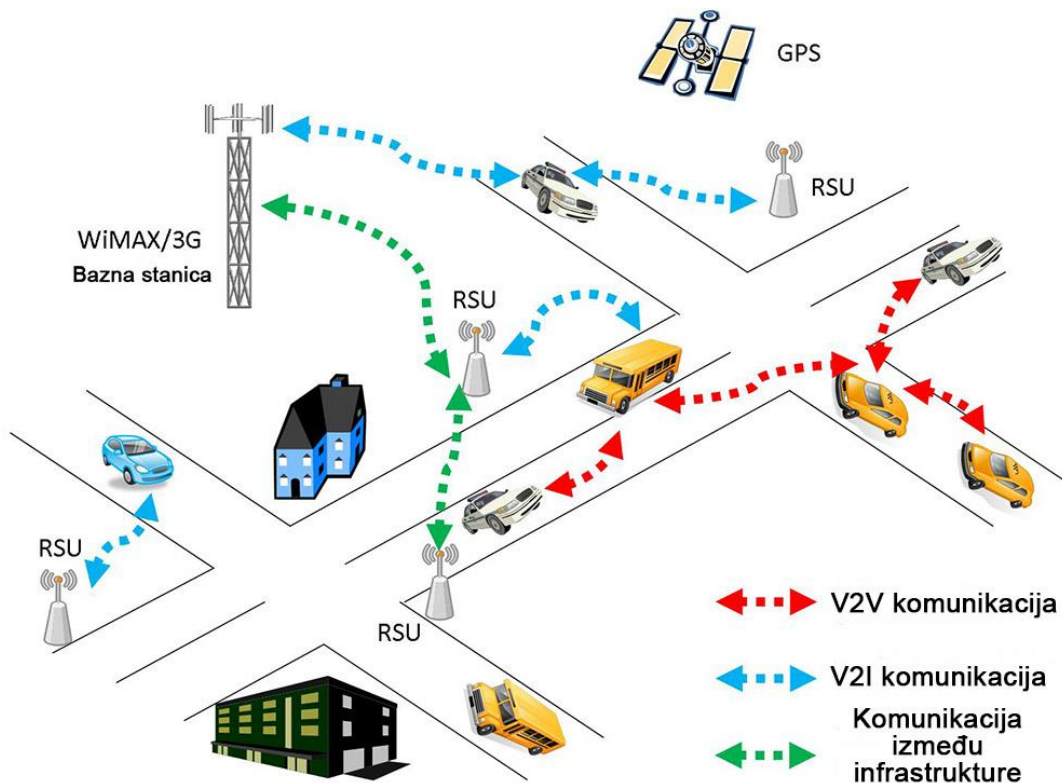 GPS
RSU
WiMAX/3G
Bazna stanica
RSU
RSU
RSU
V2V komunikacija
V2I komunikacija
Komunikacija
između
infrastrukture